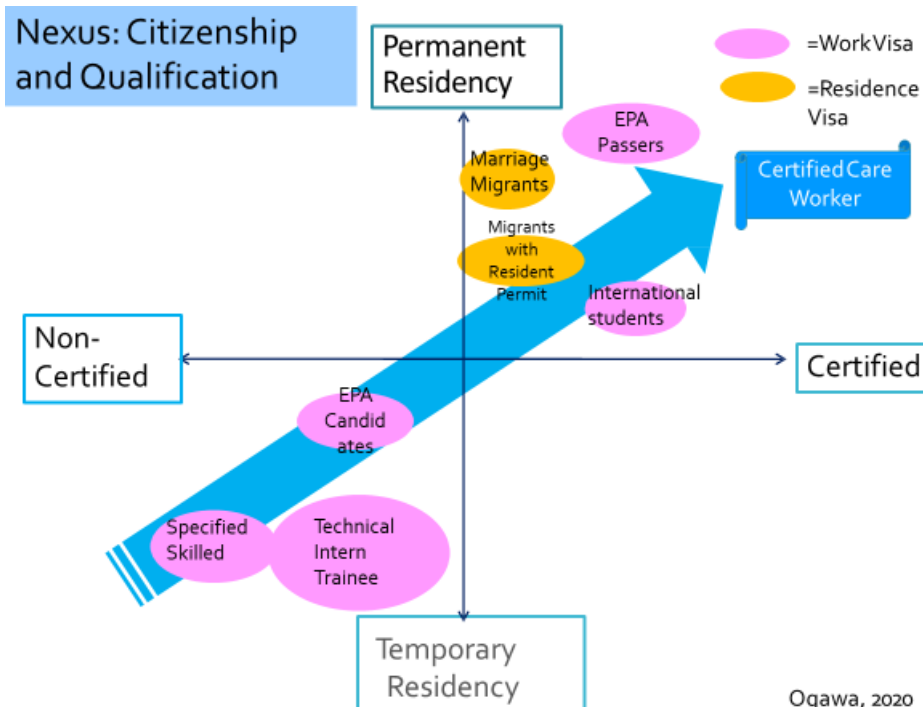 Nexus: Citizenship
and Qualification
Permanent
Residency
=Work Visa
=Residence
Visa
EPA
Passers
Marriage
Migrants
Certified Care
Worker
Migrants
with
Resident
Permit
International
students
Non-
Certified
Certified
EPA
Candid
ates
Specified
Skilled
Technical
Intern
Trainee
Temporary
Residency
Ogawa, 2020